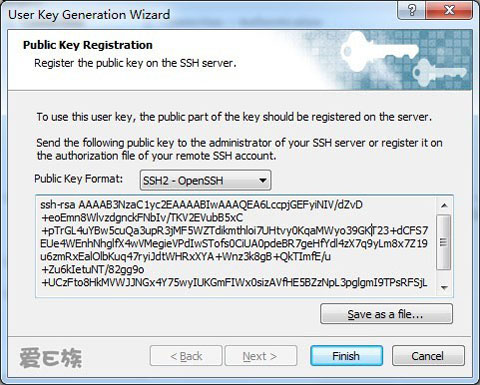 User Key Generation Wizard
Public Key Registration
Register the public key on the SSH server.
To use this user key, the public part of the key should be registered on the server.
Send the following public key to the administrator of your SSH server or register it on
the authorization file of your remote SSH account.
Public Key Format: SSH2 - OpenSSH
ssh-rsa AAAAB3NzaC1yc2EAAAABIwAAAQEA6LccpjGEFyiNIV/dZvD
+eoEmn8WlvzdgnckFNbIv/TKV2EVubB5xC
+pTrGL4uYBw5cuQa3upR3jMF5WZTdikmthloi7UHtvy0KqaMWyo39GKT23+dCFS7
EUe4WEnhNhglfX4wVMegieVPdIwSTofs0CiUA0pdeBR7geHfYdl4zX7q9yLm8x7Z19
u6zmRxEalOlbKuq47ryiJdtWHRxXYA+Wnz3k8gB+QkTImfE/u
+Zu6kIetuNT/82gg9o
+UCZfto8HkMVWJJNGx4Y75wyIUKGmFIWx0sizAVfHE5BZzNpL3pglgmI9TPsRFSjL
Save as a file...
爱E族
< Back
Next >
Finish
Cancel